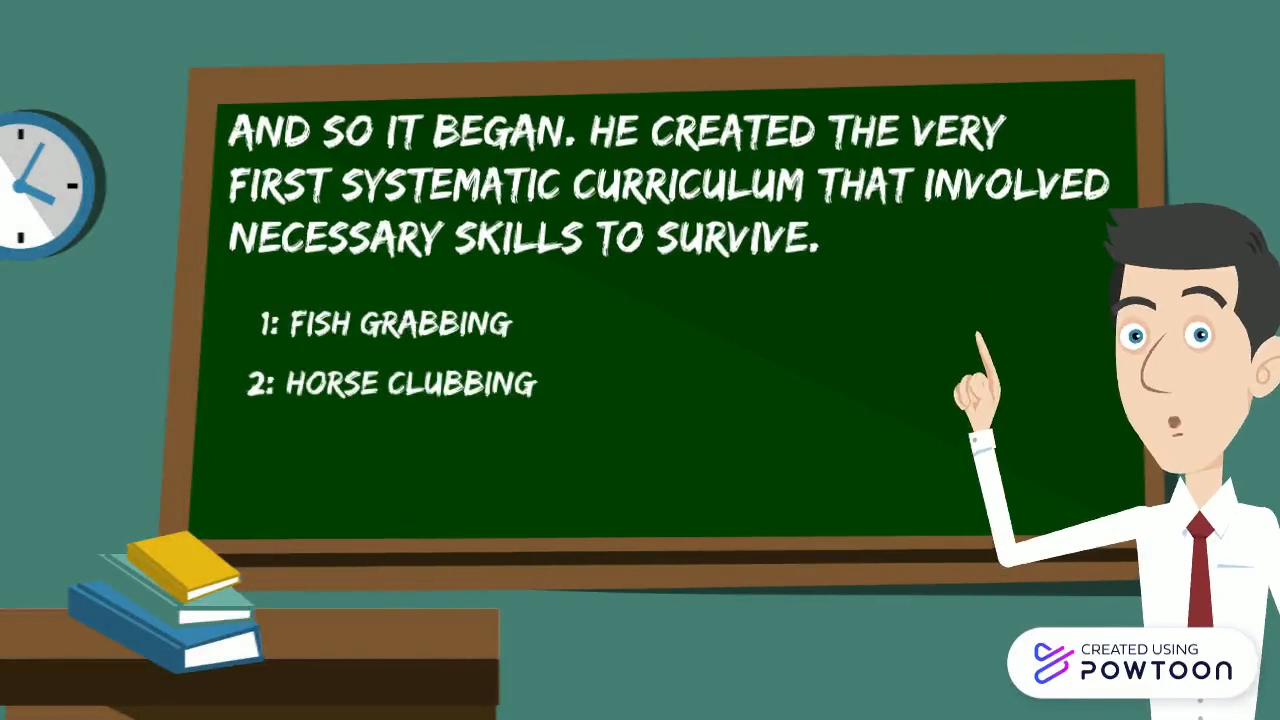 AND SO IT BEGAN. HE CREATED THE VERY
FIRST SYSTEMATIC CURRICULUM THAT INVOLVED
NECESSARY SKILLS TO SURVIVE.
1: FISH GRABBING
2: HORSE CLUBBING
CREATED USING
POWTOON